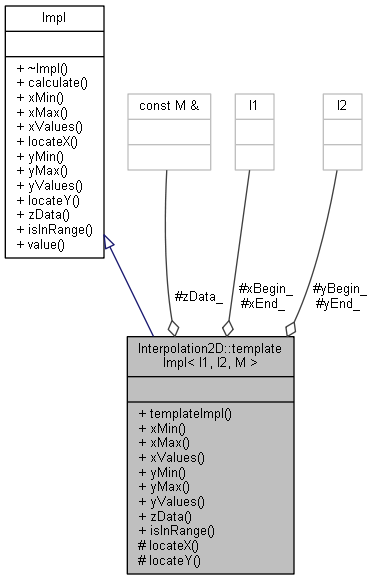 Impl
+ ~Impl()
+ calculate()
+ xMin()
+ xMax()
+ xValues()
+ locateX()
+ yMin()
+ yMax()
+ yValues()
+ locateY()
+ zData()
+ isInRange()
+ value()
const M &
I1
I2
#zData_
#xBegin_
#xEnd_
#yBegin_
#yEnd_
Interpolation2D::template
Impl< I1, I2, M >
+ templateImpl()
+ xMin()
+ xMax()
+ xValues()
+ yMin()
+ yMax()
+ yValues()
+ zData()
+ isInRange()
# locateX()
# locateY()